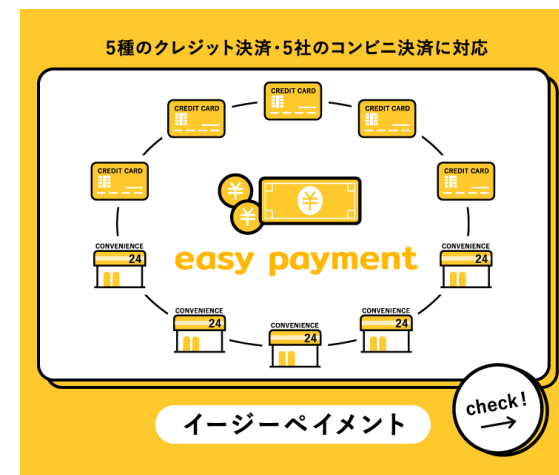 5種のクレジット決済・5社のコンビニ決済に対応
CREDIT CARD
CREDIT CARD
CREDIT CARD
CREDIT CARD
CREDIT CARD
¥
¥
¥
easy payment
CONVENIENCE
24
CONVENIENCE
24
CONVENIENCE
24
CONVENIENCE
24
CONVENIENCE
24
check!
イージーペイメント